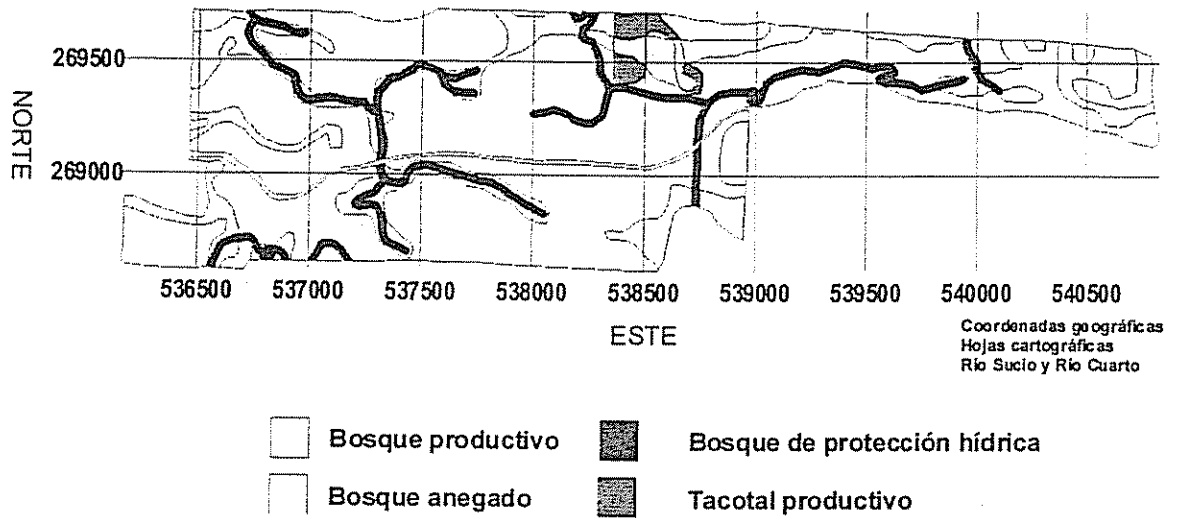 269500
NORTE
269000
536500 537000 537500 538000 538500 539000 539500 540000 540500
ESTE
Coordenadas geográficas
Hojas cartográficas
Río Sucio y Río Cuarto
Bosque productivo
Bosque de protección hídrica
Bosque anegado
Tacotal productivo